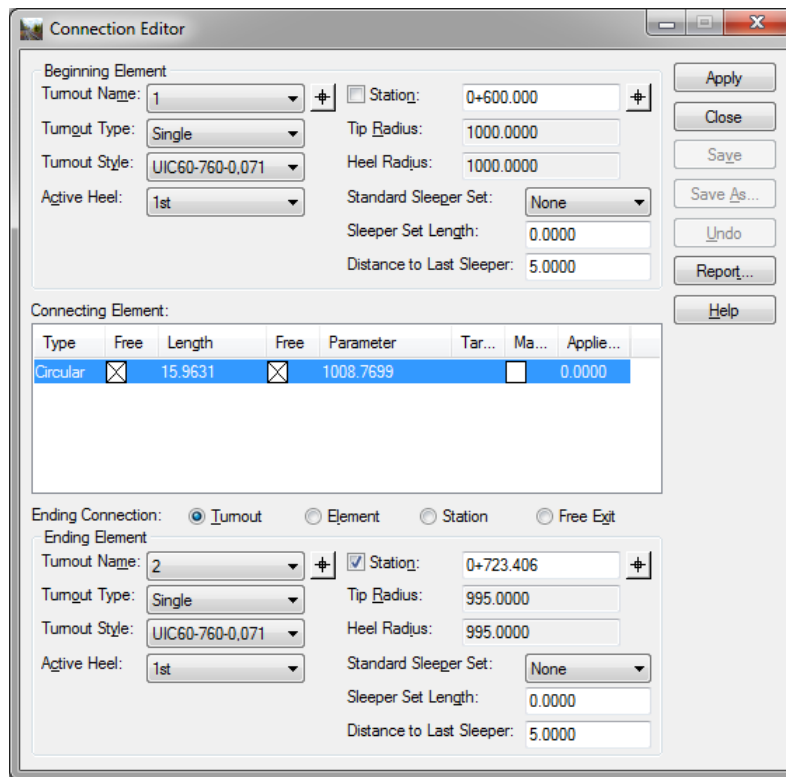 Connection Editor
Beginning Element
Turnout Name: 1 Station: 0+600.000 Apply
Turnout Type: Single Tip Radius: 1000.0000 Close
Turnout Style: UIC60-760-0,071 Heel Radius: 1000.0000 Save
Active Heel: 1st Standard Sleeper Set: None Save As...
Sleeper Set Length: 0.0000 Undo
Distance to Last Sleeper: 5.0000 Report...
Connecting Element: Help
Type Free Length Free Parameter Tar... Ma... Applie...
Circular 15.9631 1008.7699 0.0000
Ending Connection: Turnout Element Station Free Exit
Ending Element
Turnout Name: 2 Station: 0+723.406
Turnout Type: Single Tip Radius: 995.0000
Turnout Style: UIC60-760-0,071 Heel Radius: 995.0000
Active Heel: 1st Standard Sleeper Set: None
Sleeper Set Length: 0.0000
Distance to Last Sleeper: 5.0000